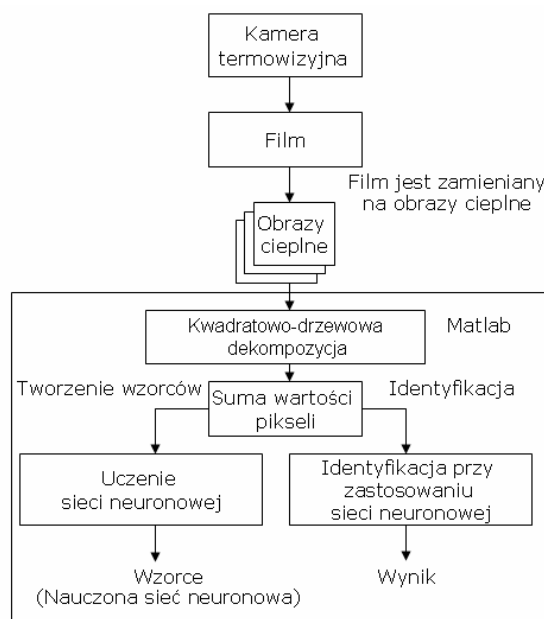 Kamera
termowizyjna
Film
Film jest zamieniany
na obrazy cieplne
Obrazy
cieplne
Kwadratowo-drzewowa
dekompozycja
Matlab
Tworzenie wzorców
Suma wartości
pikseli
Identyfikacja
Uczenie
sieci neuronowej
Identyfikacja przy
zastosowaniu
sieci neuronowej
Wzorce
(Nauczona sieć neuronowa)
Wynik